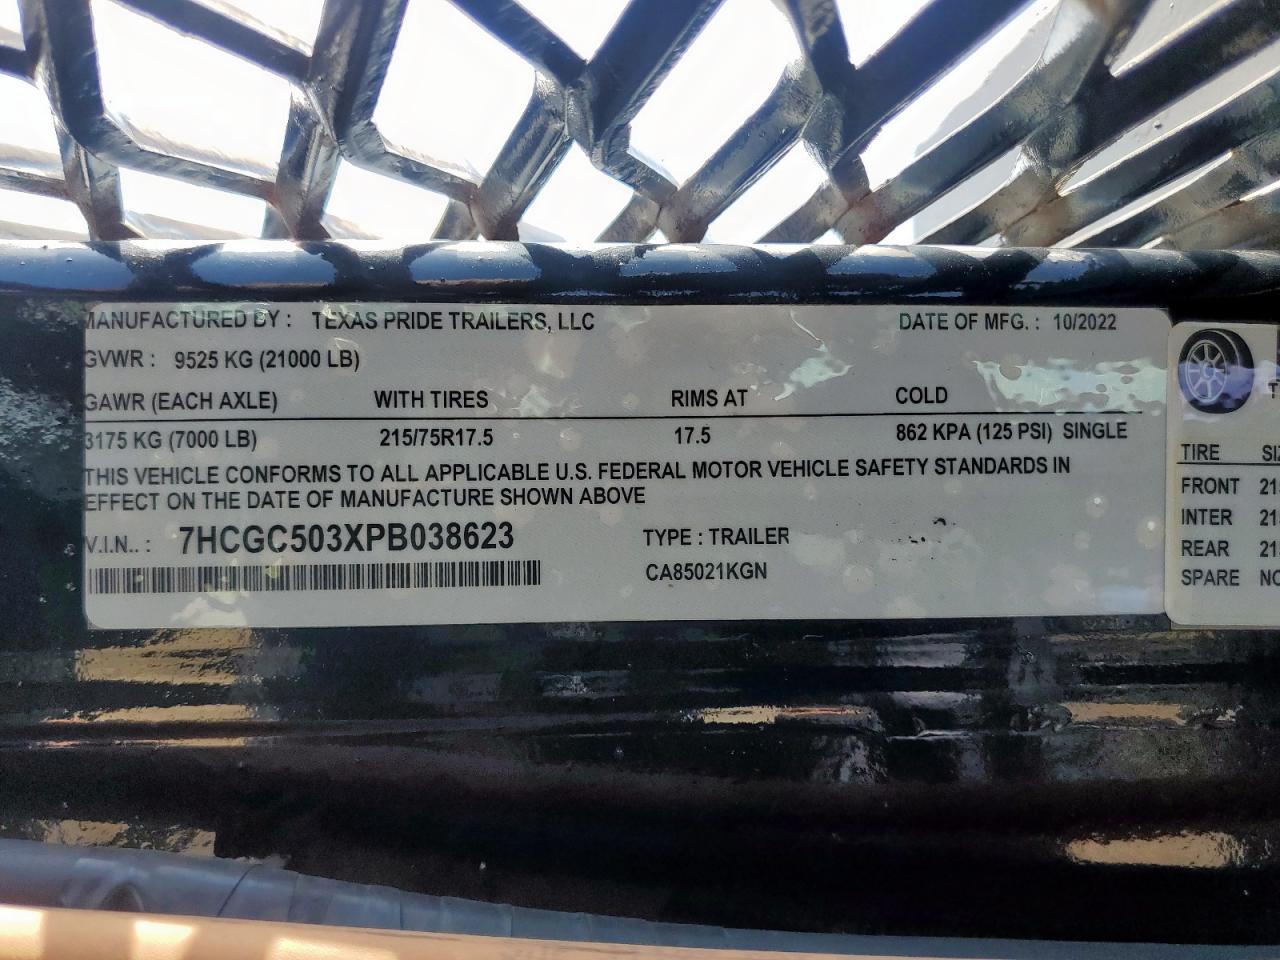 MANUFACTURED BY : TEXAS PRIDE TRAILERS, LLC DATE OF MFG. : 10/2022
GVWR : 9525 KG (21000 LB)
GAWR (EACH AXLE) WITH TIRES RIMS AT COLD
3175 KG (7000 LB) 215/75R17.5 17.5 862 KPA (125 PSI) SINGLE
THIS VEHICLE CONFORMS TO ALL APPLICABLE U.S. FEDERAL MOTOR VEHICLE SAFETY STANDARDS IN
EFFECT ON THE DATE OF MANUFACTURE SHOWN ABOVE
V.I.N.. : 7HCGC503XPB038623 TYPE : TRAILER
CA85021KGN
TIRE
FRONT
INTER
REAR
SPARE